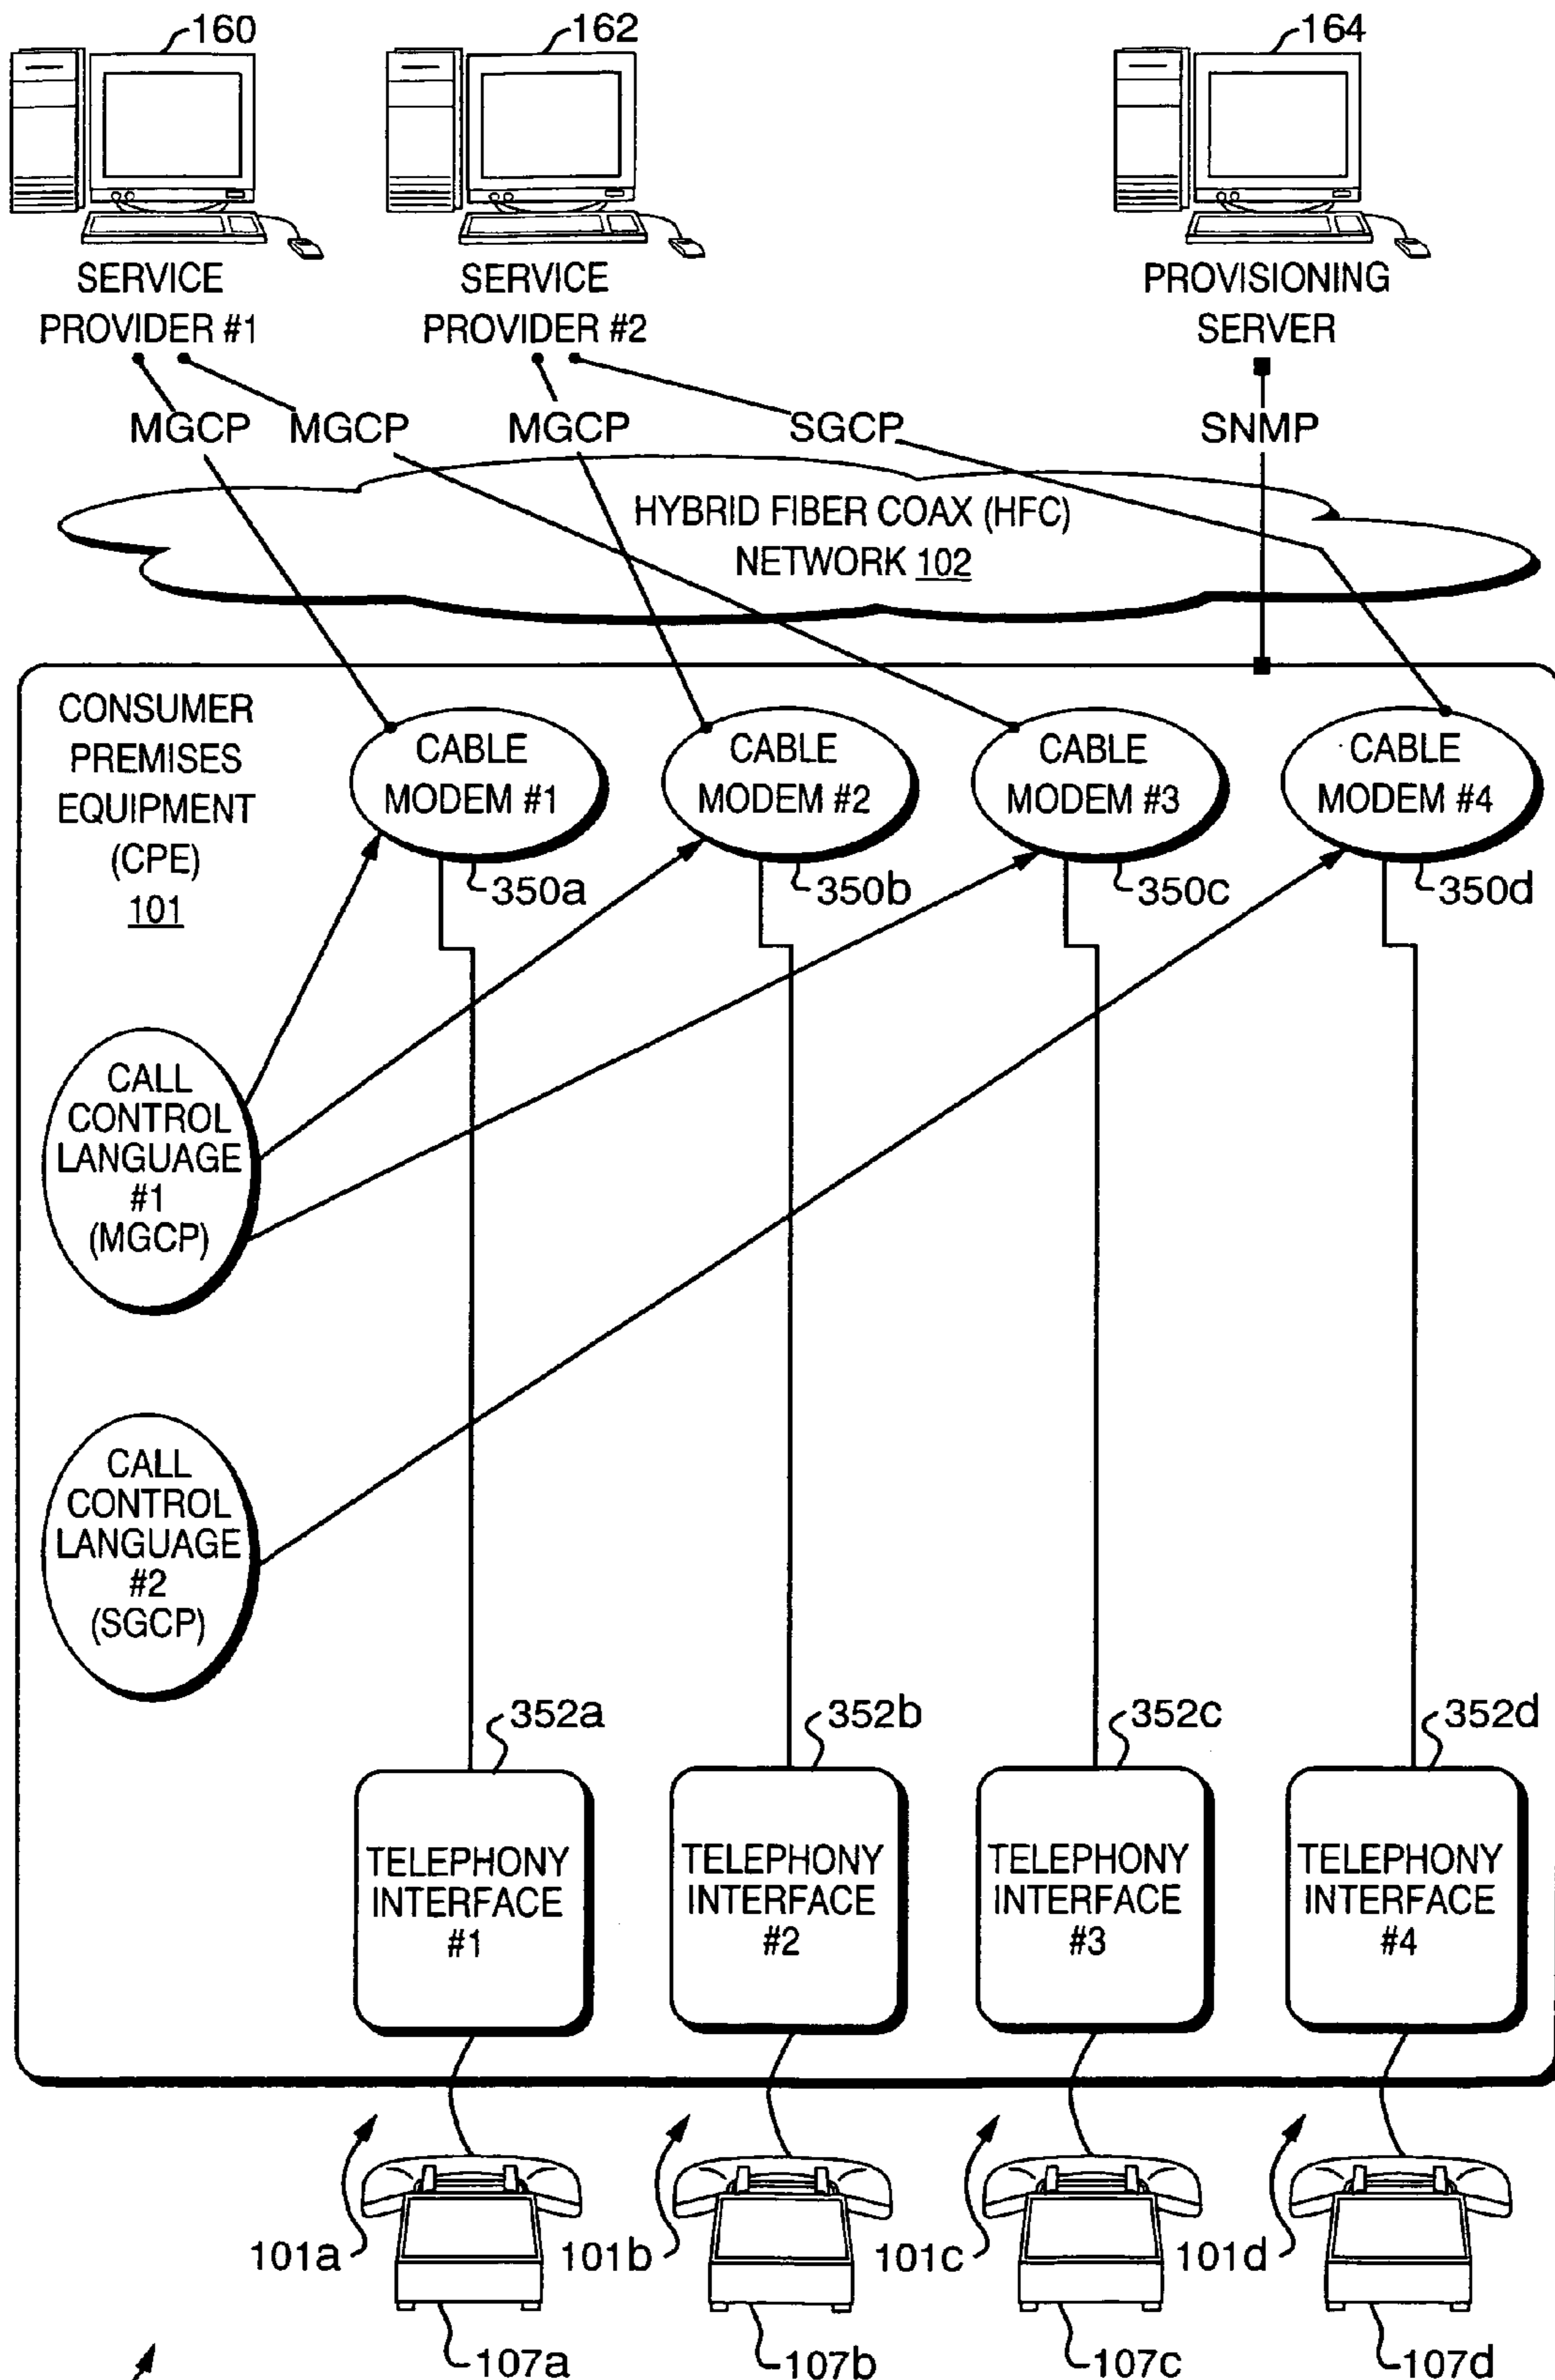 160
162
164
SERVICE
PROVIDER #1
SERVICE
PROVIDER #2
PROVISIONING
SERVER
MGCP
MGCP
MGCP
SGCP
SNMP
HYBRID FIBER COAX (HFC)
NETWORK 102
CONSUMER
PREMISES
EQUIPMENT
(CPE)
101
CABLE
MODEM #1
CABLE
MODEM #2
CABLE
MODEM #3
CABLE
MODEM #4
350a
350b
350c
350d
CALL
CONTROL
LANGUAGE
#1
(MGCP)
CALL
CONTROL
LANGUAGE
#2
(SGCP)
352a
352b
352c
352d
TELEPHONY
INTERFACE
#1
TELEPHONY
INTERFACE
#2
TELEPHONY
INTERFACE
#3
TELEPHONY
INTERFACE
#4
101a
101b
101c
101d
107a
107b
107c
107d